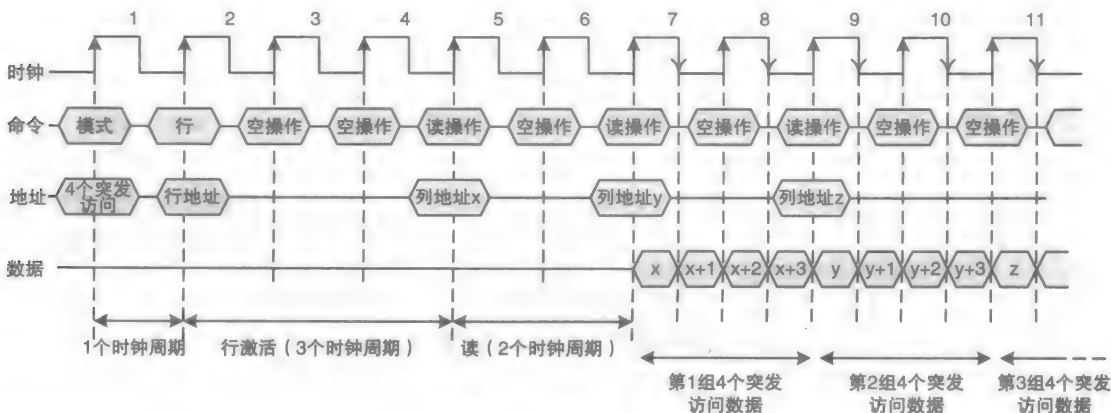 1 2 3 4 5 6 7 8 9 10 11
时钟
命令 模式 行 空操作 空操作 读操作 空操作 读操作 空操作 读操作 空操作 空操作
地址 4个突发访问 行地址 列地址x 列地址y 列地址z
数据 x x+1 x+2 x+3 y y+1 y+2 y+3 z
1个时钟周期 行激活（3个时钟周期） 读（2个时钟周期）
第1组4个突发 第2组4个突发 第3组4个突发
访问数据 访问数据 访问数据